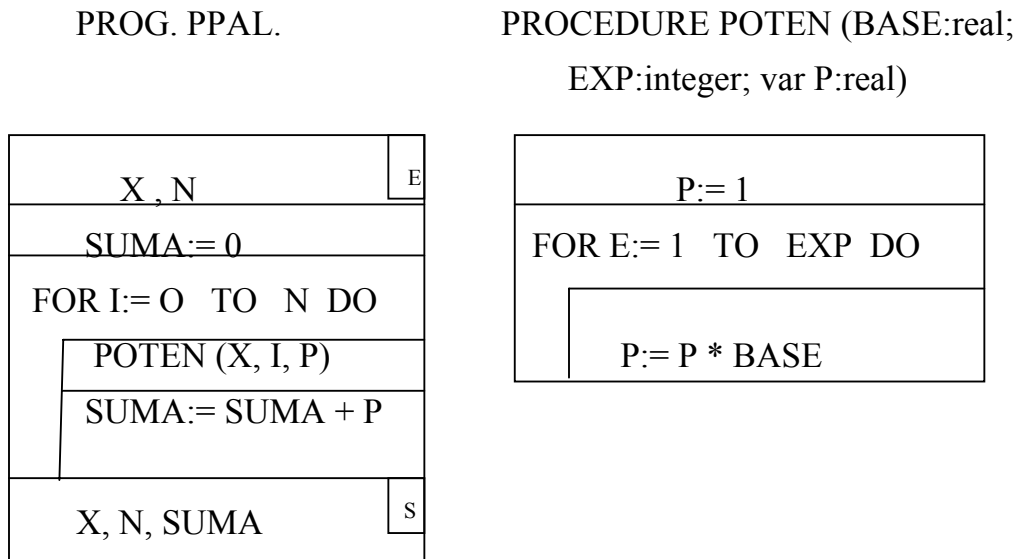 PROG. PPAL.
PROCEDURE POTEN (BASE:real;
EXP:integer; var P:real)
E
X , N
SUMA:= 0
FOR I:= O TO N DO
POTEN (X, I, P)
SUMA:= SUMA + P
S
X, N, SUMA
P:= 1
FOR E:= 1 TO EXP DO
P:= P * BASE